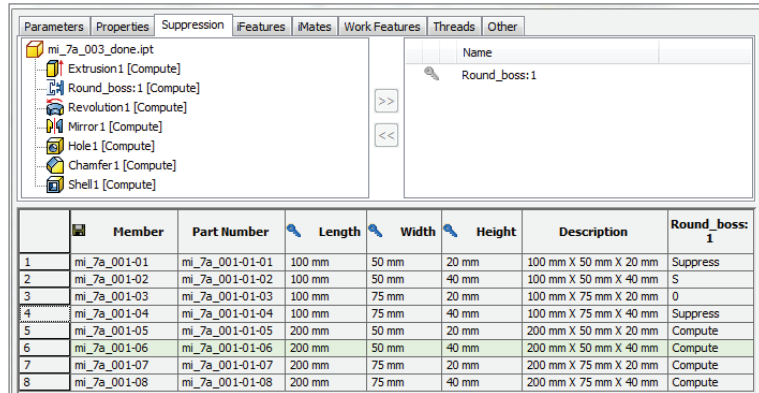 Parameters Properties Suppression iFeatures iMates Work Features Threads Other
mi_7a_003_done.ipt
Extrusion1 [Compute]
Round_boss:1 [Compute]
Revolution1 [Compute]
Mirror1 [Compute]
Hole1 [Compute]
Chamfer1 [Compute]
Shell1 [Compute]
>>
<<
Name
Round_boss:1
Member Part Number Length Width Height Description Round_boss:
1
1 mi_7a_001-01 mi_7a_001-01-01 100 mm 50 mm 20 mm 100 mm X 50 mm X 20 mm Suppress
2 mi_7a_001-02 mi_7a_001-01-02 100 mm 50 mm 40 mm 100 mm X 50 mm X 40 mm S
3 mi_7a_001-03 mi_7a_001-01-03 100 mm 75 mm 20 mm 100 mm X 75 mm X 20 mm 0
4 mi_7a_001-04 mi_7a_001-01-04 100 mm 75 mm 40 mm 100 mm X 75 mm X 40 mm Suppress
5 mi_7a_001-05 mi_7a_001-01-05 200 mm 50 mm 20 mm 200 mm X 50 mm X 20 mm Compute
6 mi_7a_001-06 mi_7a_001-01-06 200 mm 50 mm 40 mm 200 mm X 50 mm X 40 mm Compute
7 mi_7a_001-07 mi_7a_001-01-07 200 mm 75 mm 20 mm 200 mm X 75 mm X 20 mm Compute
8 mi_7a_001-08 mi_7a_001-01-08 200 mm 75 mm 40 mm 200 mm X 75 mm X 40 mm Compute